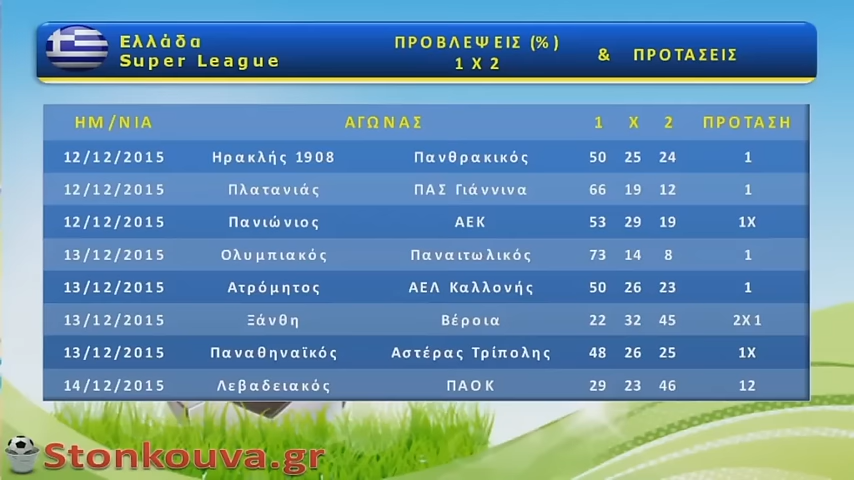 Ελλάδα
Super League
ΠΡΟΒΛΕΨΕΙΣ (%)
1 X 2
& ΠΡΟΤΑΣΕΙΣ
ΗΜ/ΝΙΑ ΑΓΩΝΑΣ 1 X 2 ΠΡΟΤΑΣΗ
12/12/2015 Ηρακλής 1908 Πανθρακικός 50 25 24 1
12/12/2015 Πλατανιάς ΠΑΣ Γιάννινα 66 19 12 1
12/12/2015 Πανιώνιος ΑΕΚ 53 29 19 1X
13/12/2015 Ολυμπιακός Παναιτωλικός 73 14 8 1
13/12/2015 Ατρόμητος ΑΕΛ Καλλονής 50 26 23 1
13/12/2015 Ξάνθη Βέροια 22 32 45 2X1
13/12/2015 Παναθηναϊκός Αστέρας Τρίπολης 48 26 25 1X
14/12/2015 Λεβαδειακός ΠΑΟΚ 29 23 46 12
Stonkouva.gr